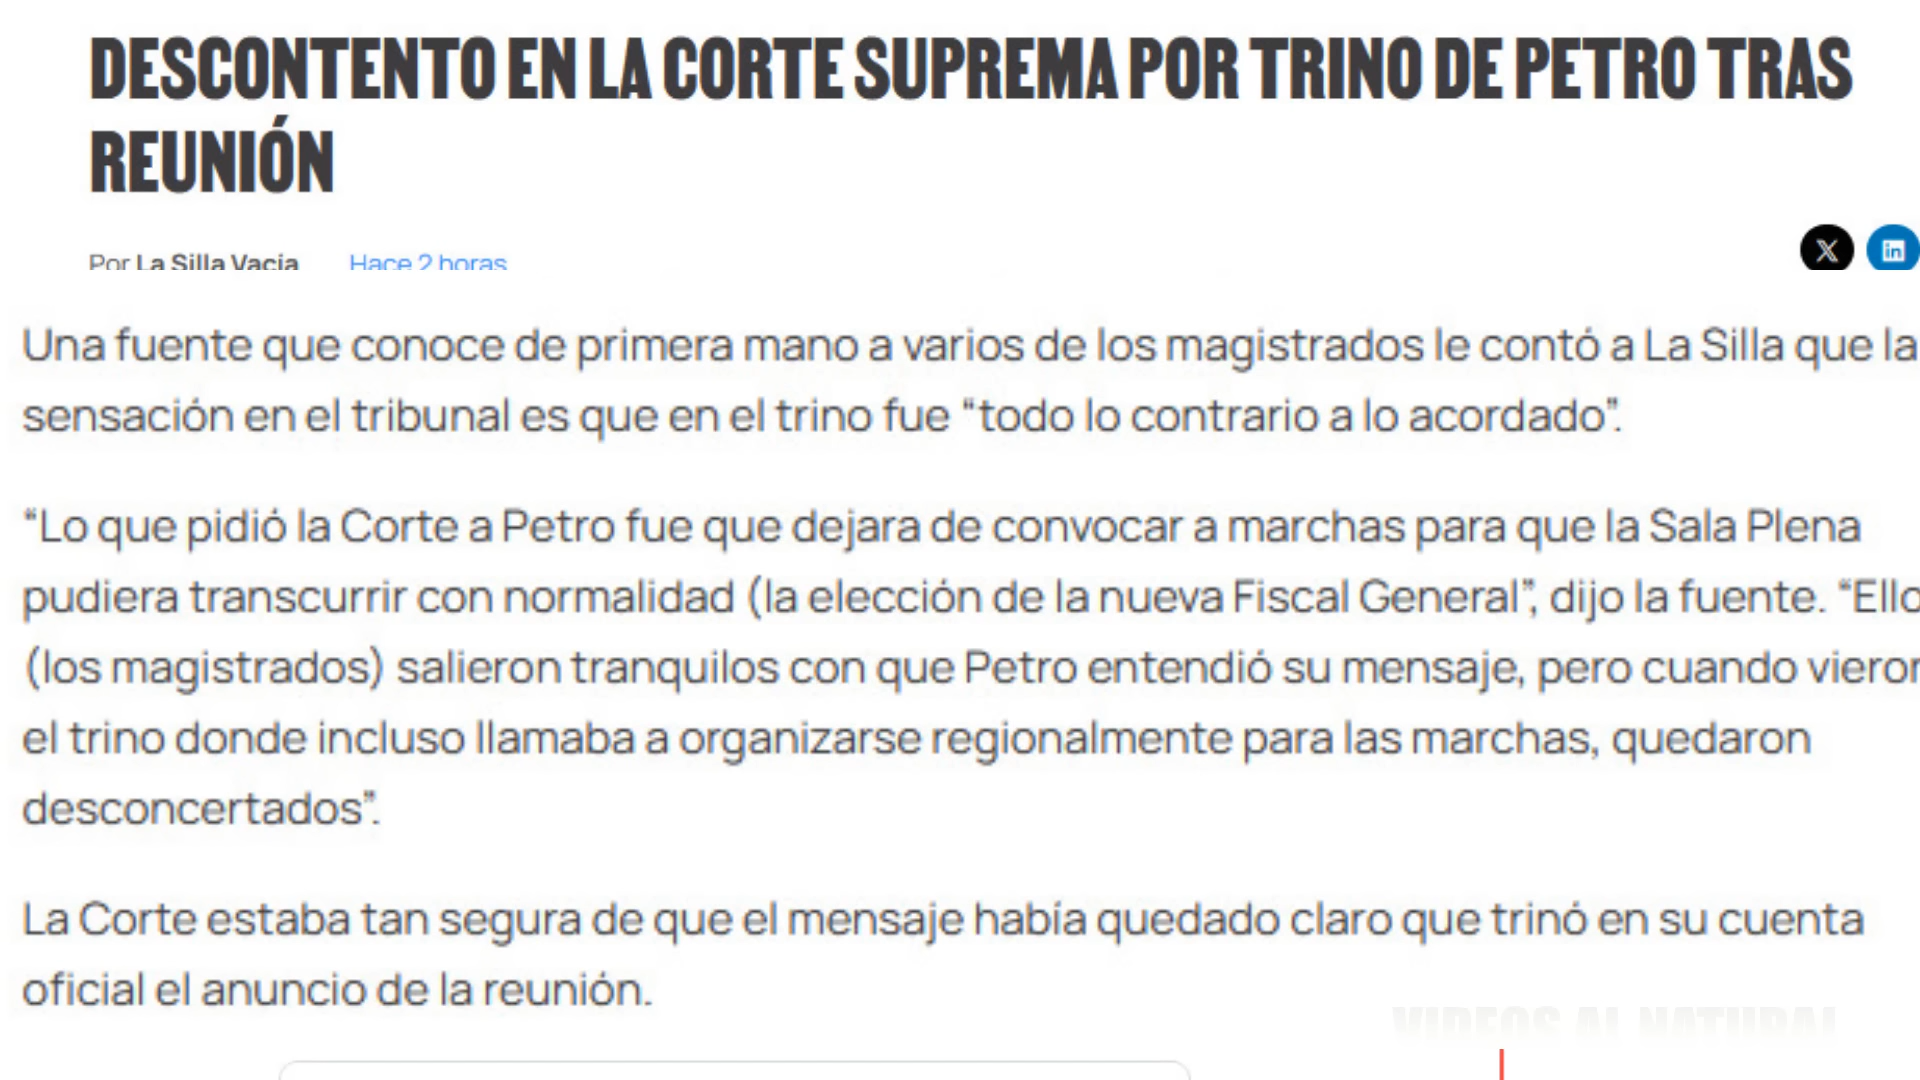 DESCONTENTO EN LA CORTE SUPREMA POR TRINO DE PETRO TRAS
REUNIÓN
Por La Silla Vacía Hace 2 horas
Una fuente que conoce de primera mano a varios de los magistrados le contó a La Silla que la
sensación en el tribunal es que en el trino fue “todo lo contrario a lo acordado”.
“Lo que pidió la Corte a Petro fue que dejara de convocar a marchas para que la Sala Plena
pudiera transcurrir con normalidad (la elección de la nueva Fiscal General”, dijo la fuente. “Ello
(los magistrados) salieron tranquilos con que Petro entendió su mensaje, pero cuando vieron
el trino donde incluso llamaba a organizarse regionalmente para las marchas, quedaron
desconcertados”.
La Corte estaba tan segura de que el mensaje había quedado claro que trinó en su cuenta
oficial el anuncio de la reunión.
VIDEOS AL NATURAL